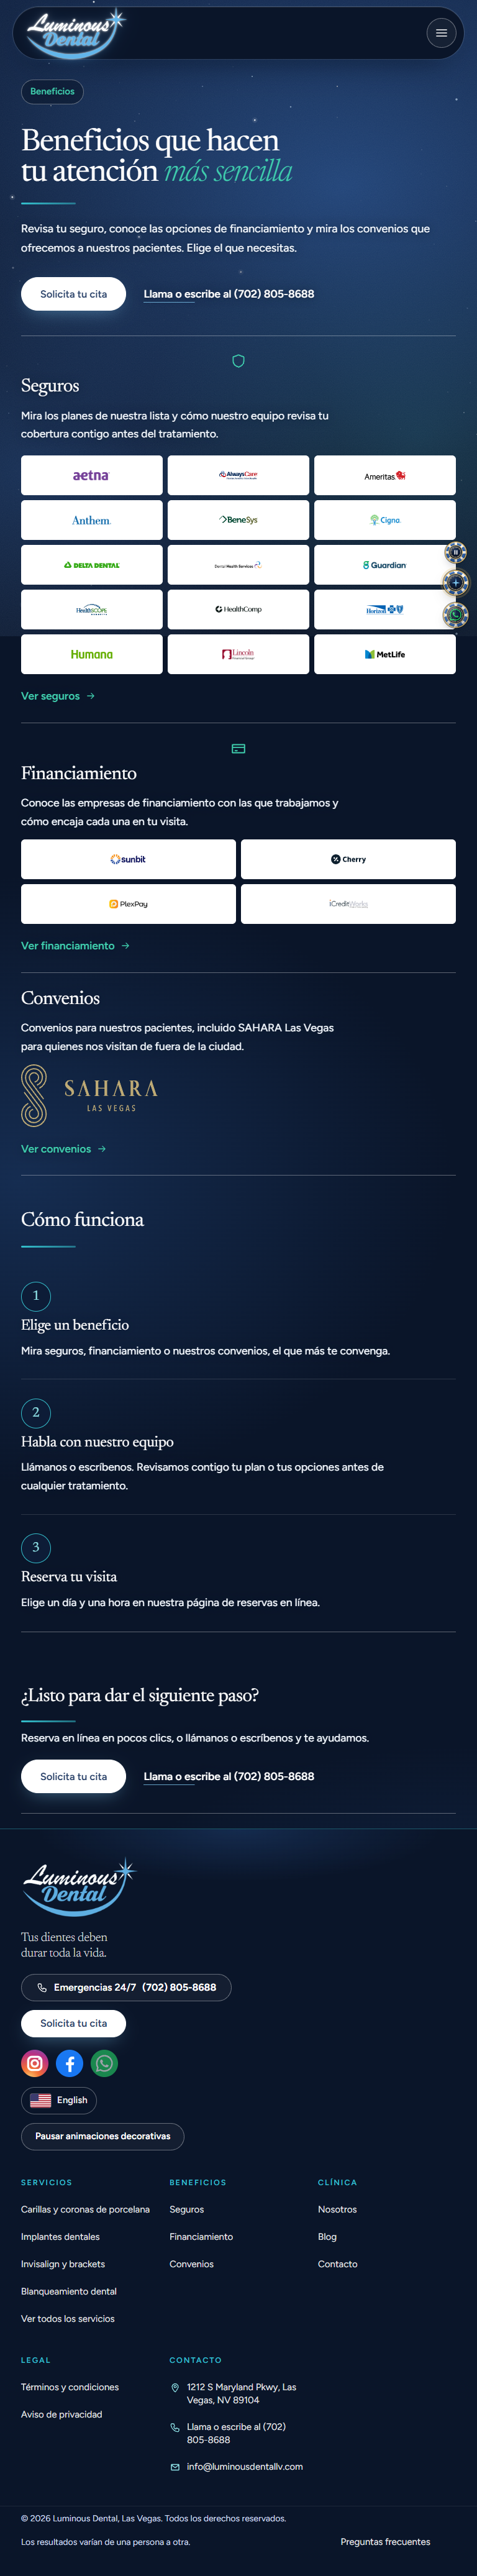 Luminous
Dental
Beneficios
Beneficios que hacen
tu atención más sencilla
Revisa tu seguro, conoce las opciones de financiamiento y mira los convenios que
ofrecemos a nuestros pacientes. Elige el que necesitas.
Solicita tu cita
Llama o escribe al (702) 805-8688
Seguros
Mira los planes de nuestra lista y cómo nuestro equipo revisa tu
cobertura contigo antes del tratamiento.
aetna
AlwaysCare
Ameritas
Anthem
BeneSys
Cigna
DELTA DENTAL
Dental Health Services
Guardian
HealthSCOPE
HealthComp
Horizon
Humana
Lincoln
MetLife
Ver seguros →
Financiamiento
Conoce las empresas de financiamiento con las que trabajamos y
cómo encaja cada una en tu visita.
sunbit
Cherry
PlexPay
iCreditWorks
Ver financiamiento →
Convenios
Convenios para nuestros pacientes, incluido SAHARA Las Vegas
para quienes nos visitan de fuera de la ciudad.
SAHARA
LAS VEGAS
Ver convenios →
Cómo funciona
1
Elige un beneficio
Mira seguros, financiamiento o nuestros convenios, el que más te convenga.
2
Habla con nuestro equipo
Llámanos o escríbenos. Revisamos contigo tu plan o tus opciones antes de
cualquier tratamiento.
3
Reserva tu visita
Elige un día y una hora en nuestra página de reservas en línea.
¿Listo para dar el siguiente paso?
Reserva en línea en pocos clics, o llámanos o escríbenos y te ayudamos.
Solicita tu cita
Llama o escribe al (702) 805-8688
Luminous
Dental
Tus dientes deben
durar toda la vida.
Emergencias 24/7 (702) 805-8688
Solicita tu cita
English
Pausar animaciones decorativas
SERVICIOS
Carillas y coronas de porcelana
Implantes dentales
Invisalign y brackets
Blanqueamiento dental
Ver todos los servicios
BENEFICIOS
Seguros
Financiamiento
Convenios
CLÍNICA
Nosotros
Blog
Contacto
LEGAL
Términos y condiciones
Aviso de privacidad
CONTACTO
1212 S Maryland Pkwy, Las
Vegas, NV 89104
Llama o escribe al (702)
805-8688
info@luminousdentallv.com
© 2026 Luminous Dental, Las Vegas. Todos los derechos reservados.
Los resultados varían de una persona a otra.
Preguntas frecuentes